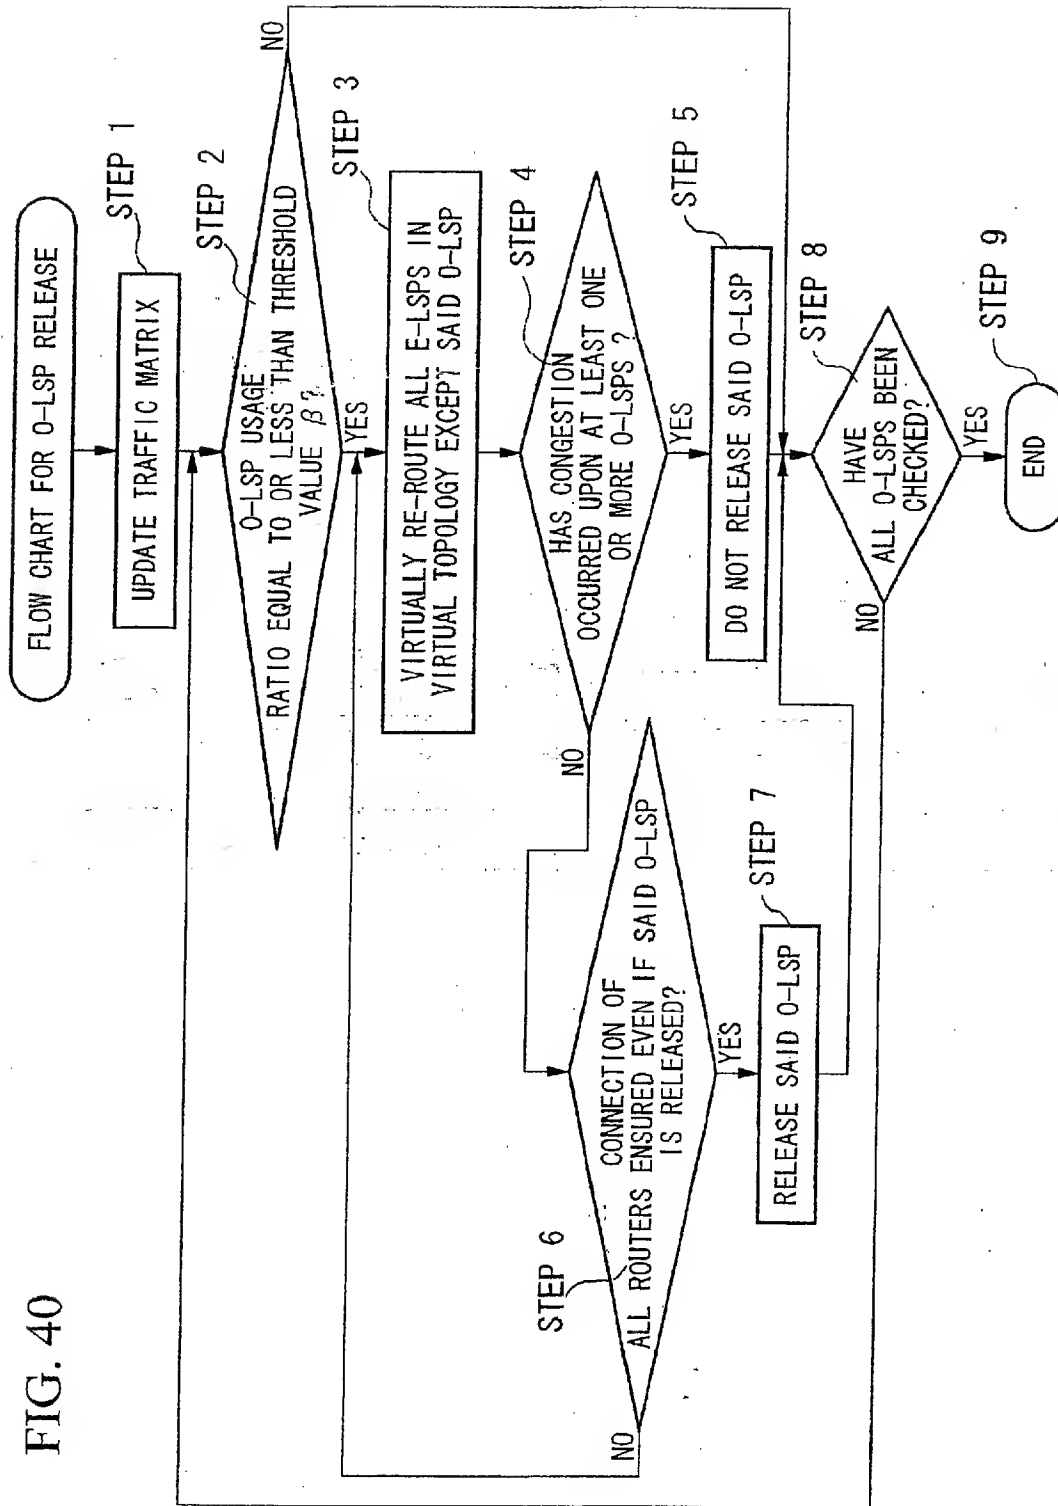 FIG. 40
FLOW CHART FOR O-LSP RELEASE
STEP 1
UPDATE TRAFFIC MATRIX
STEP 2
O-LSP USAGE
RATIO EQUAL TO OR LESS THAN THRESHOLD
VALUE β?
NO
YES
STEP 3
VIRTUALLY RE-ROUTE ALL E-LSPS IN
VIRTUAL TOPOLOGY EXCEPT SAID O-LSP
STEP 4
HAS CONGESTION
OCCURRED UPON AT LEAST ONE
OR MORE O-LSPS ?
NO
YES
STEP 5
DO NOT RELEASE SAID O-LSP
STEP 6
CONNECTION OF
ALL ROUTERS ENSURED EVEN IF SAID O-LSP
IS RELEASED?
NO
YES
STEP 7
RELEASE SAID O-LSP
STEP 8
HAVE
ALL O-LSPS BEEN
CHECKED?
NO
YES
STEP 9
END